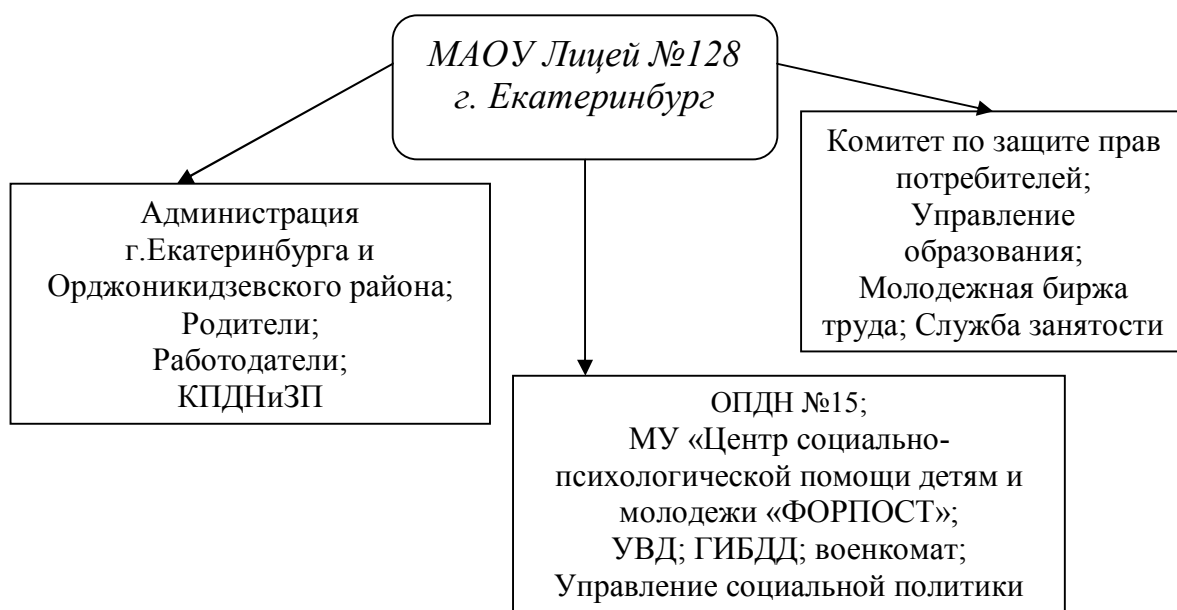 МАОУ Лицей №128
г. Екатеринбург
Администрация
г.Екатеринбурга и
Орджоникидзевского района;
Родители;
Работодатели;
КПДНиЗП
ОПДН №15;
МУ «Центр социально-
психологической помощи детям и
молодежи «ФОРПОСТ»;
УВД; ГИБДД; военкомат;
Управление социальной политики
Комитет по защите прав
потребителей;
Управление
образования;
Молодежная биржа
труда; Служба занятости